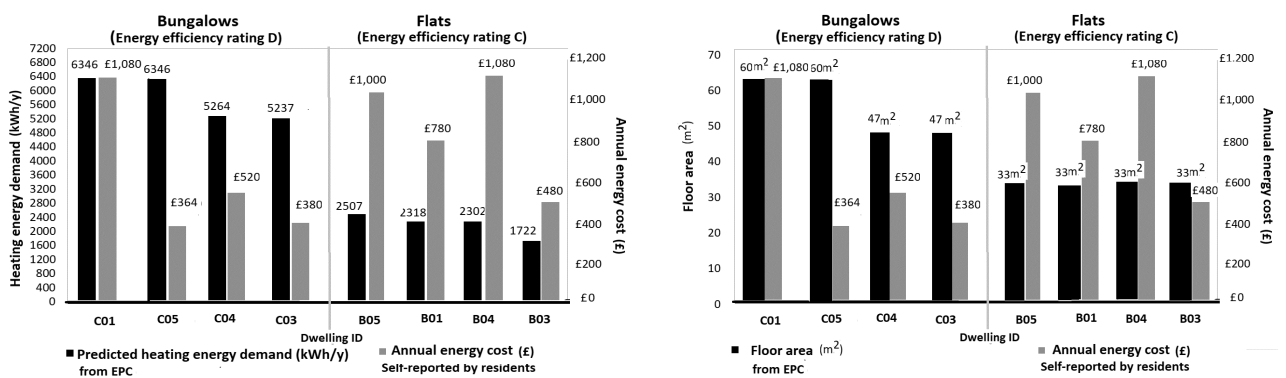 Bungalows
(Energy efficiency rating D)
Flats
(Energy efficiency rating C)
Heating energy demand (kWh/y)
7200
6800
6400
6000
5600
5200
4800
4400
4000
3600
3200
2800
2400
2000
1600
1200
800
400
0
6346 £1,080 6346
£364
5264
£520
5237
£380
2507
£1,000
2318
£780
2302
£1,080
1722
£480
£1,200
£1,000
£800
£600
£400
£200
£0
Annual energy cost (£)
C01 C05 C04 C03 B05 B01 B04 B03
Dwelling ID
Predicted heating energy demand (kWh/y)
from EPC
Annual energy cost (£)
Self-reported by residents
Bungalows
(Energy efficiency rating D)
Flats
(Energy efficiency rating C)
Floor area (m²)
70
60
50
40
30
20
10
0
60m² £1,080 60m²
£364
47m²
£520
47 m²
£380
33m²
£1,000
33m²
£780
33m²
£1,080
33m²
£480
£1,200
£1,000
£800
£600
£400
£200
£0
Annual energy cost (£)
C01 C05 C04 C03 B05 B01 B04 B03
Dwelling ID
Floor area (m²)
from EPC
Annual energy cost (£)
Self-reported by residents